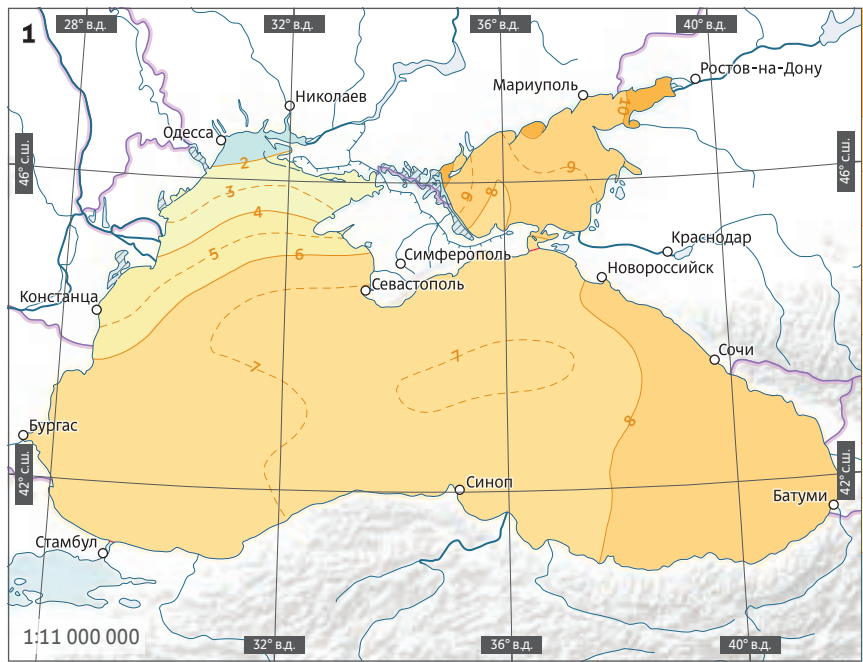 1
28° в.д.
32° в.д.
36° в.д.
40° в.д.
Ростов-на-Дону
Мариуполь
10
Николаев
Одесса
46° с.ш.
2
3
4
5
6
9
8
9
46° с.ш.
Краснодар
Симферополь
Новороссийск
Севастополь
Констанца
Сочи
7
7
8
Бургас
42° с.ш.
Синоп
42° с.ш.
Батуми
Стамбул
1:11 000 000
32° в.д.
36° в.д.
40° в.д.